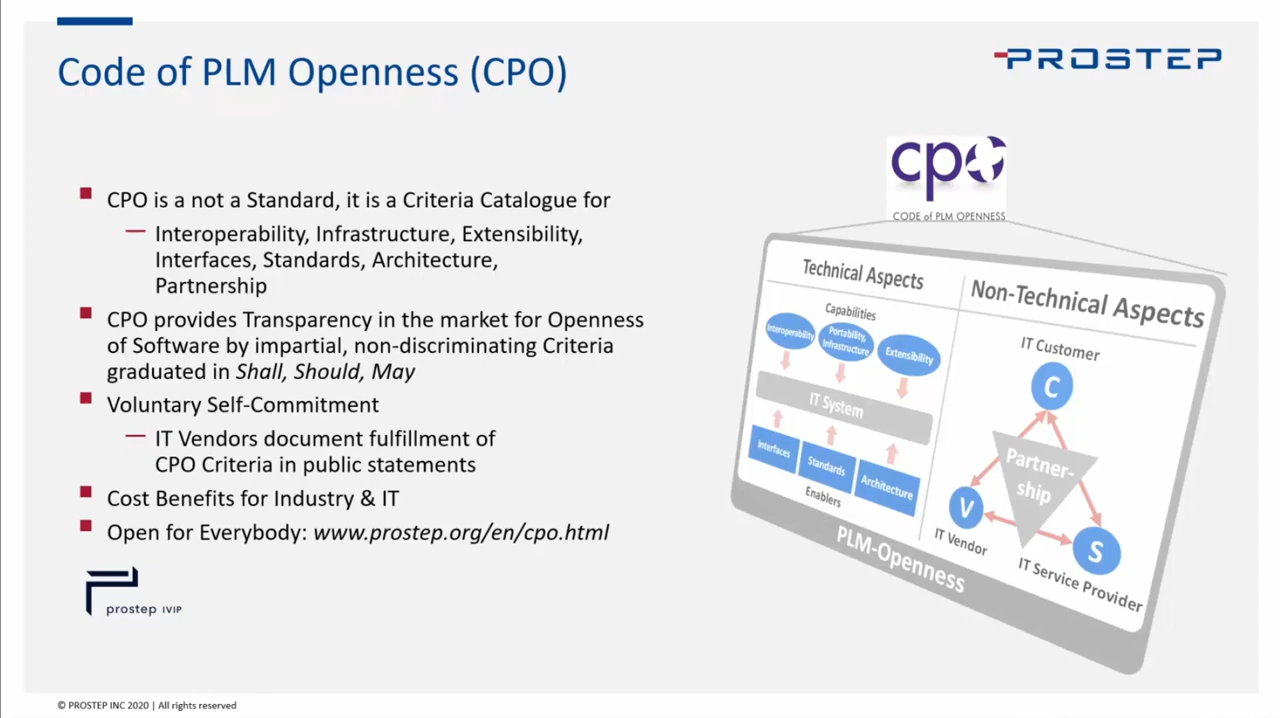 Code of PLM Openness (CPO)
PROSTEP
CPO is a not a Standard, it is a Criteria Catalogue for
Interoperability, Infrastructure, Extensibility,
Interfaces, Standards, Architecture,
Partnership
CPO provides Transparency in the market for Openness
of Software by impartial, non-discriminating Criteria
graduated in Shall, Should, May
Voluntary Self-Commitment
IT Vendors document fulfillment of
CPO Criteria in public statements
Cost Benefits for Industry & IT
Open for Everybody: www.prostep.org/en/cpo.html
prostep IVIP
cpo
CODE of PLM OPENNESS
Technical Aspects
Capabilities
Interoperability
Portability,
Infrastructure
Extensibility
IT System
Interfaces
Standards
Architecture
Enablers
Non-Technical Aspects
IT Customer
C
Partner-
ship
V
IT Vendor
S
IT Service Provider
PLM-Openness
© PROSTEP INC 2020 | All rights reserved